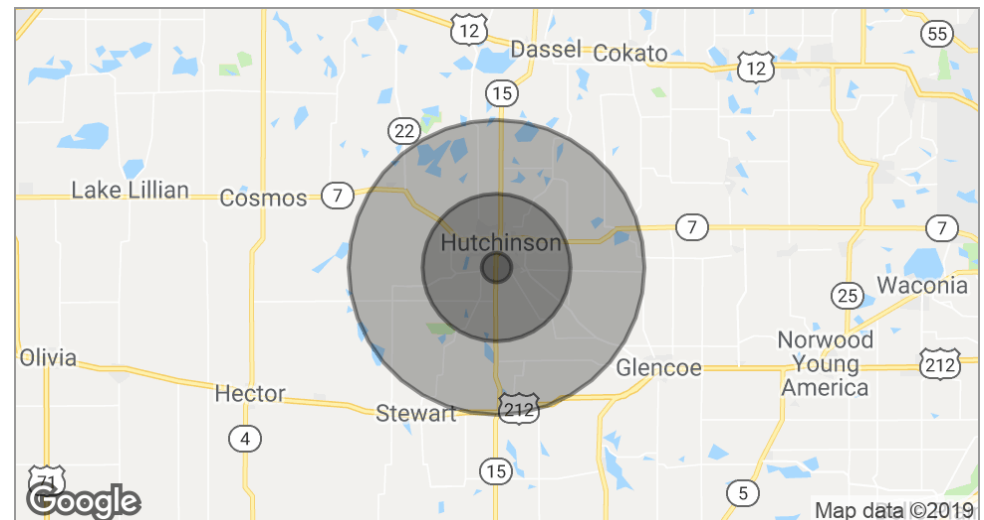 12
55
Dassel
Cokato
12
15
22
Lake Lillian
Cosmos
7
7
7
Hutchinson
Waconia
25
Norwood
Young
America
Olivia
Glencoe
212
Hector
Stewart
212
4
15
71
5
Google
Map data ©2019